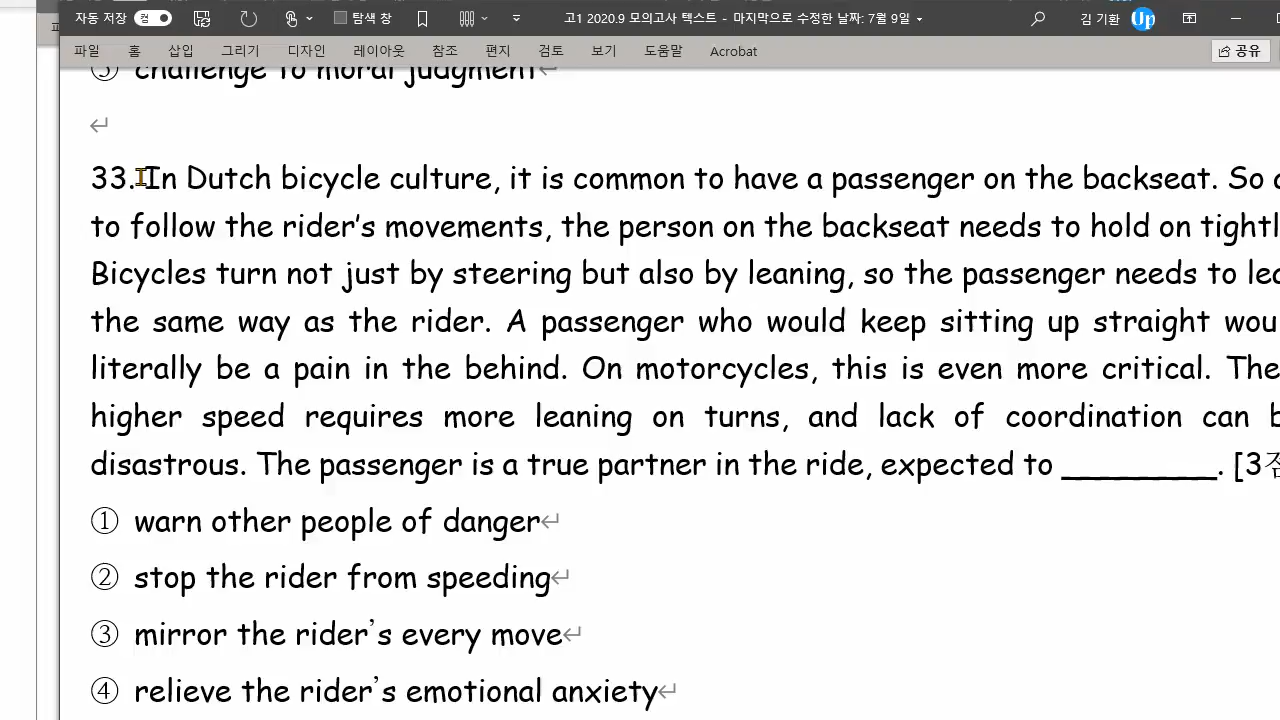 자동 저장 탐색 창 고1 2020.9 모의고사 텍스트 - 마지막으로 수정한 날짜: 7월 9일 김 기환 Up
파일 홈 삽입 그리기 디자인 레이아웃 참조 편지 검토 보기 도움말 Acrobat 공유
challenge to moral judgment
33. In Dutch bicycle culture, it is common to have a passenger on the backseat. So
to follow the rider's movements, the person on the backseat needs to hold on
Bicycles turn not just by steering but also by leaning, so the passenger needs to
the same way as the rider. A passenger who would keep sitting up straight
literally be a pain in the behind. On motorcycles, this is even more critical.
higher speed requires more leaning on turns, and lack of coordination can
disastrous. The passenger is a true partner in the ride, expected to ________. [3
① warn other people of danger
② stop the rider from speeding
③ mirror the rider's every move
④ relieve the rider's emotional anxiety